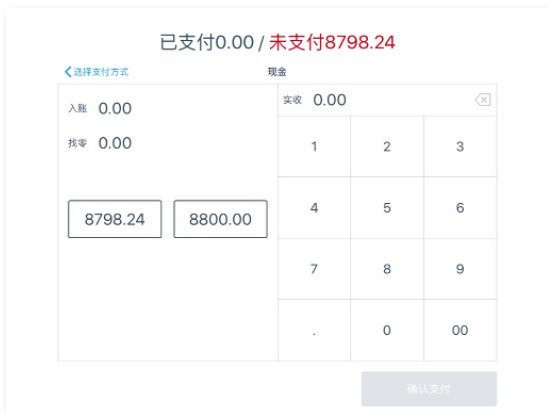 已支付0.00 / 未支付8798.24
选择支付方式 现金
入账 0.00
找零 0.00
8798.24 8800.00
实收 0.00
1 2 3
4 5 6
7 8 9
. 0 00
确认支付